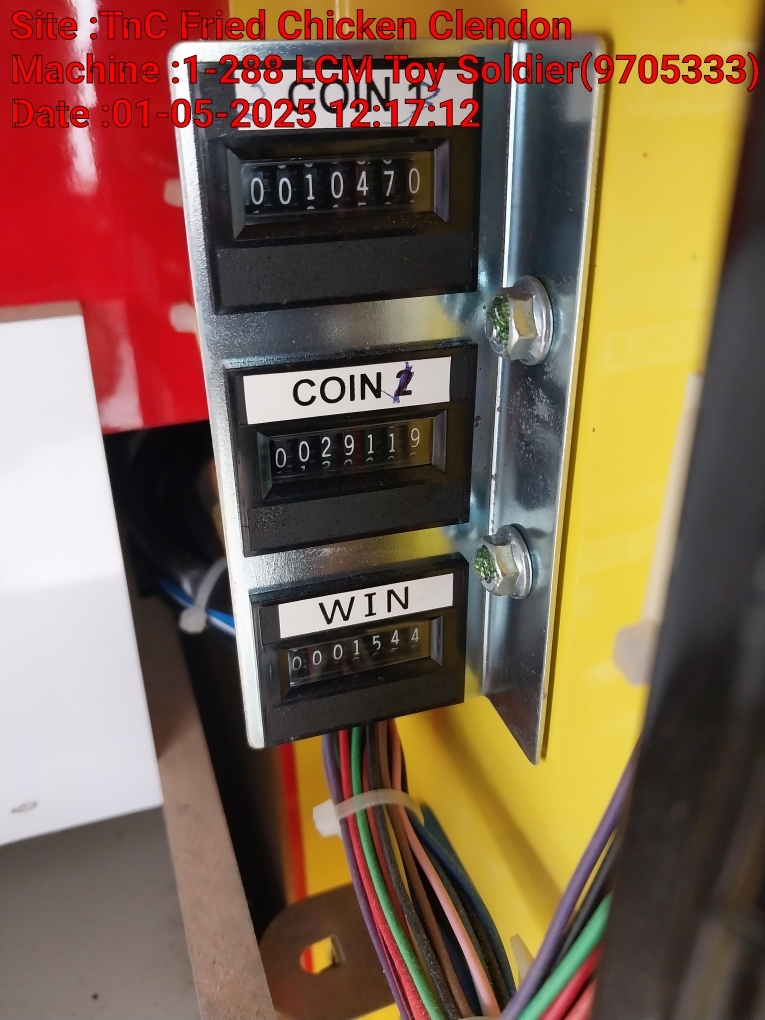 Site :TnC Fried Chicken Clendon
Machine :1-288 LCM Toy Soldier(9705333)
Date :01-05-2025 12:17:12
COIN
0010470
COIN 2
0029119
WIN
0001544